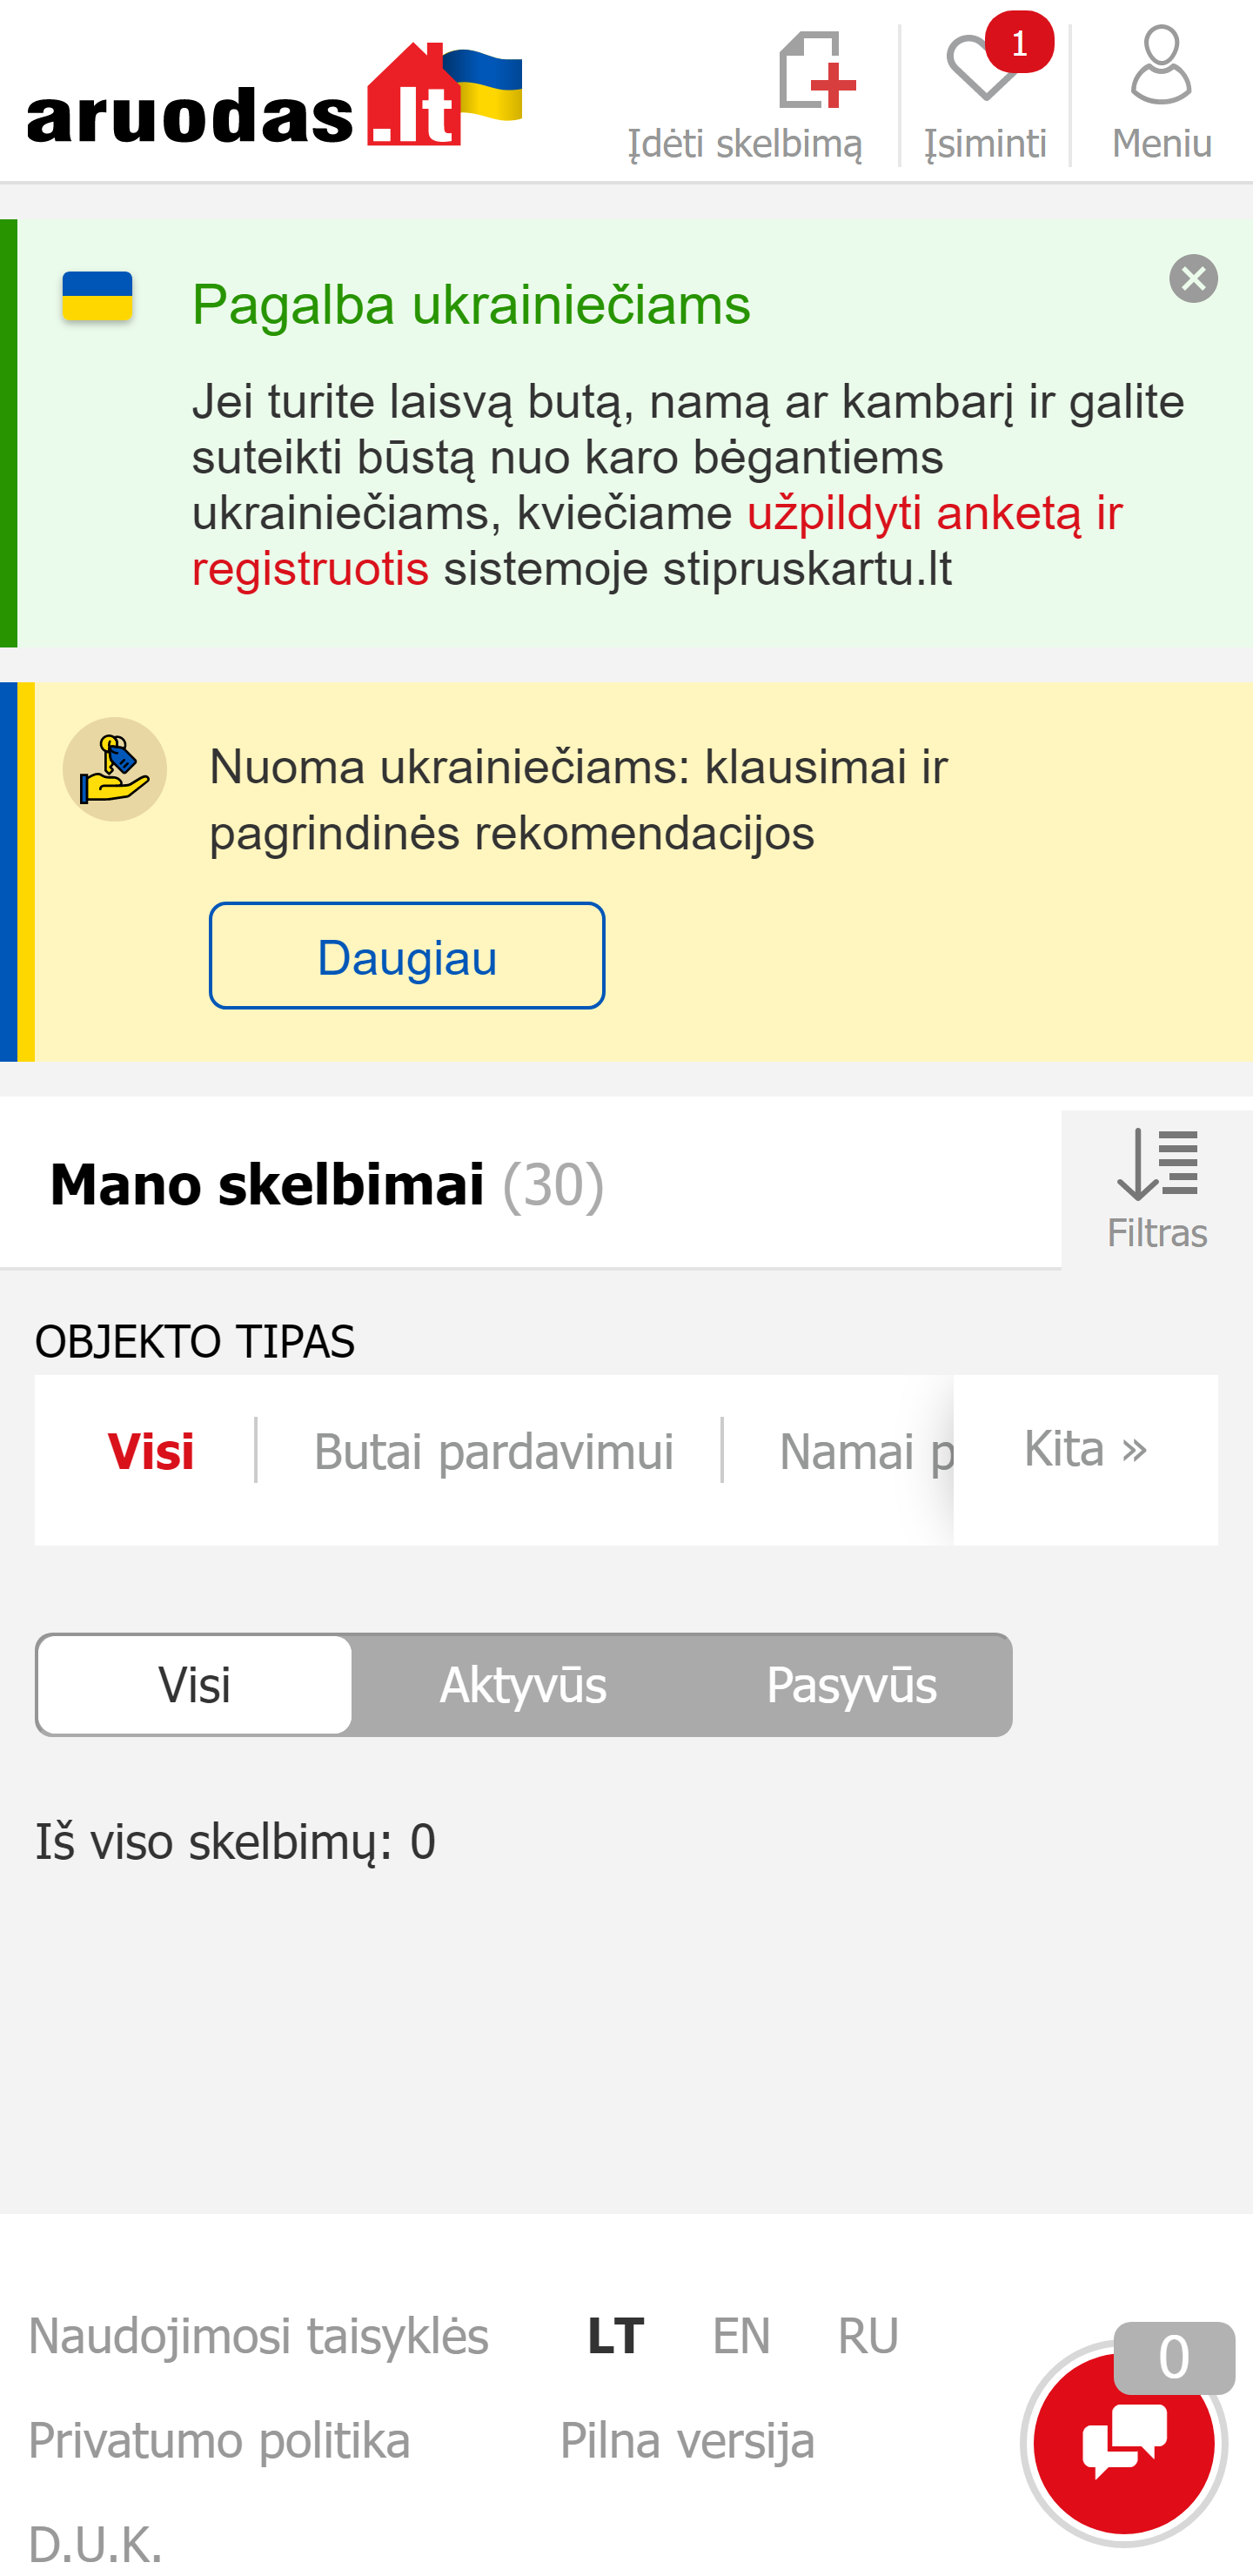 aruodas.lt
Įdėti skelbimą
1
Įsiminti
Meniu
Pagalba ukrainiečiams
Jei turite laisvą butą, namą ar kambarį ir galite
suteikti būstą nuo karo bėgantiems
ukrainiečiams, kviečiame užpildyti anketą ir
registruotis sistemoje stipruskartu.lt
Nuoma ukrainiečiams: klausimai ir
pagrindinės rekomendacijos
Daugiau
Mano skelbimai (30)
Filtras
OBJEKTO TIPAS
Visi Butai pardavimui Namai p Kita »
Visi Aktyvūs Pasyvūs
Iš viso skelbimų: 0
Naudojimosi taisyklės LT EN RU
0
Privatumo politika Pilna versija
D.U.K.